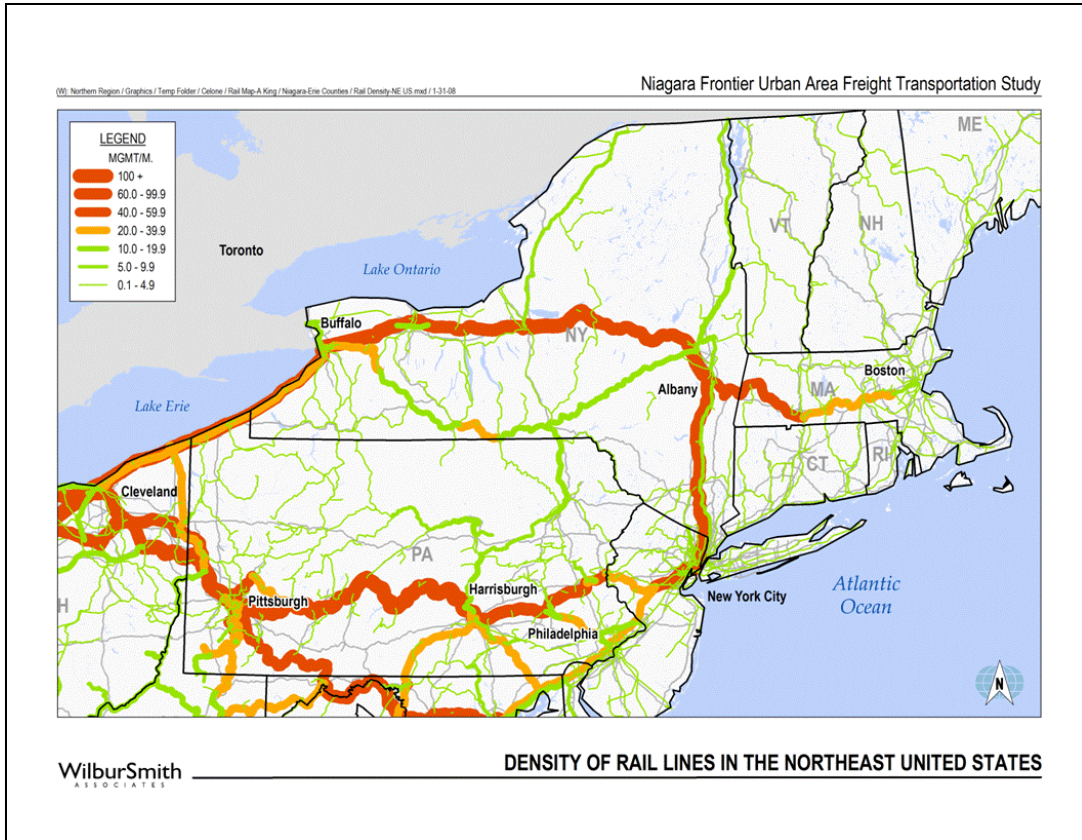 (W): Northern Region / Graphics / Temp Folder / Celone / Rail Map-A King / Niagara-Erie Counties / Rail Density-NE US.mxd / 1-31-08
Niagara Frontier Urban Area Freight Transportation Study
LEGEND
MGMT/M.
100 +
60.0 - 99.9
40.0 - 59.9
20.0 - 39.9
10.0 - 19.9
5.0 - 9.9
0.1 - 4.9
ME
VT
NH
Toronto
Lake Ontario
Buffalo
NY
Boston
Albany
MA
Lake Erie
CT
RI
Cleveland
PA
Harrisburgh
Pittsburgh
New York City
Atlantic
Ocean
H
Philadelphia
N
WilburSmith
ASSOCIATES
DENSITY OF RAIL LINES IN THE NORTHEAST UNITED STATES